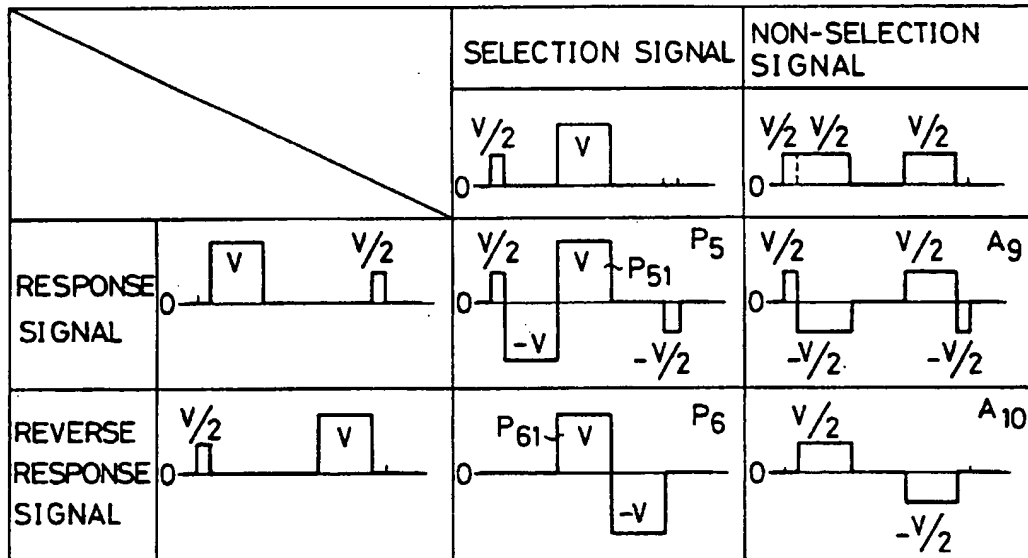 SELECTION SIGNAL
NON-SELECTION
SIGNAL
V/2
V
0
V/2 V/2 V/2
0
RESPONSE
SIGNAL
V
V/2
0
V/2
V
P51
P5
0
-V
-V/2
V/2
V/2
A9
0
-V/2
-V/2
REVERSE
RESPONSE
SIGNAL
V/2
V
0
P61
V
P6
0
-V
V/2
A10
0
-V/2